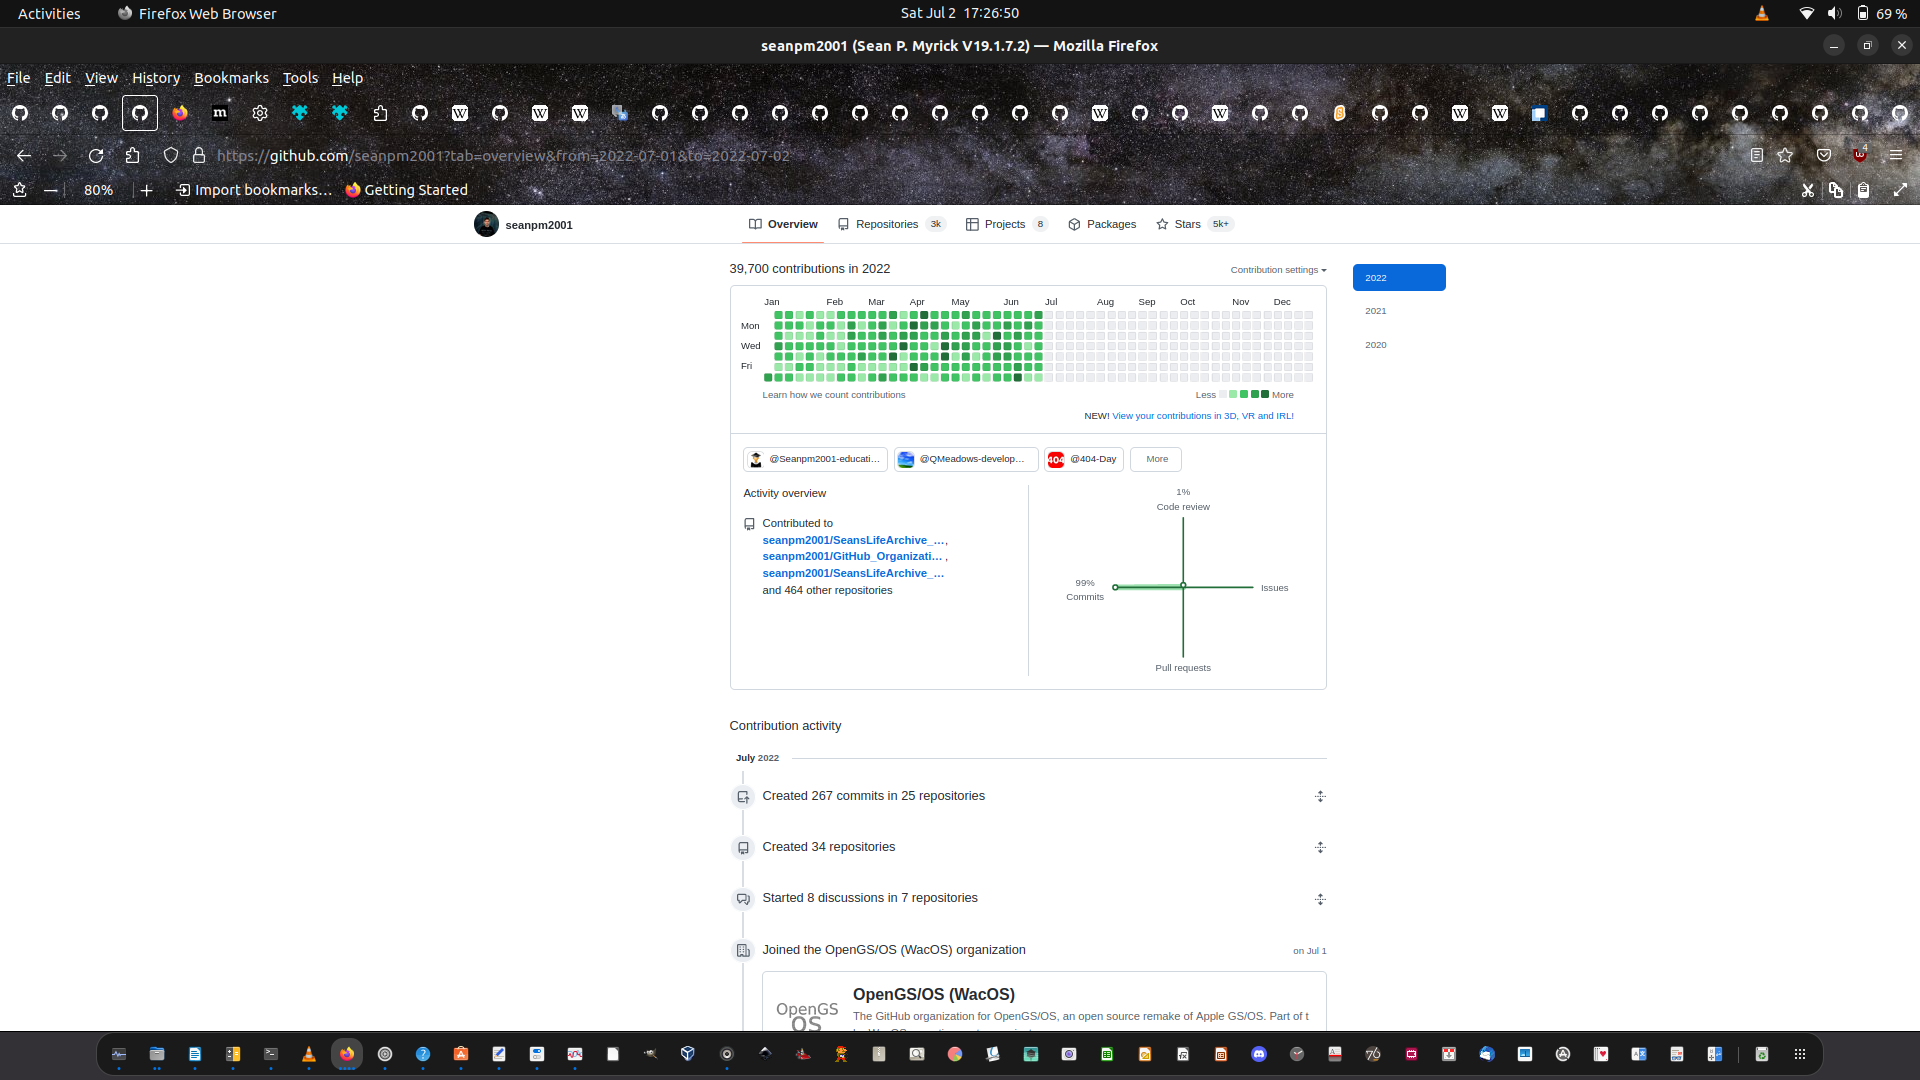 Activities Firefox Web Browser Sat Jul 2 17:26:50 69 %
seanpm2001 (Sean P. Myrick V19.1.7.2) — Mozilla Firefox
File Edit View History Bookmarks Tools Help
https://github.com/seanpm2001?tab=overview&from=2022-07-01&to=2022-07-02 4
80% Import bookmarks… Getting Started
seanpm2001 Overview Repositories 3k Projects 8 Packages Stars 5k+
39,700 contributions in 2022 Contribution settings
2022
2021
2020
Jan Feb Mar Apr May Jun Jul Aug Sep Oct Nov Dec
Mon
Wed
Fri
Learn how we count contributions Less More
NEW! View your contributions in 3D, VR and IRL!
@Seanpm2001-educati… @QMeadows-develop… 404 @404-Day More
Activity overview
Contributed to
seanpm2001/SeansLifeArchive_…,
seanpm2001/GitHub_Organizati… ,
seanpm2001/SeansLifeArchive_…
and 464 other repositories
1%
Code review
99%
Commits
Issues
Pull requests
Contribution activity
July 2022
Created 267 commits in 25 repositories
Created 34 repositories
Started 8 discussions in 7 repositories
Joined the OpenGS/OS (WacOS) organization on Jul 1
OpenGS
OS
OpenGS/OS (WacOS)
The GitHub organization for OpenGS/OS, an open source remake of Apple GS/OS. Part of t